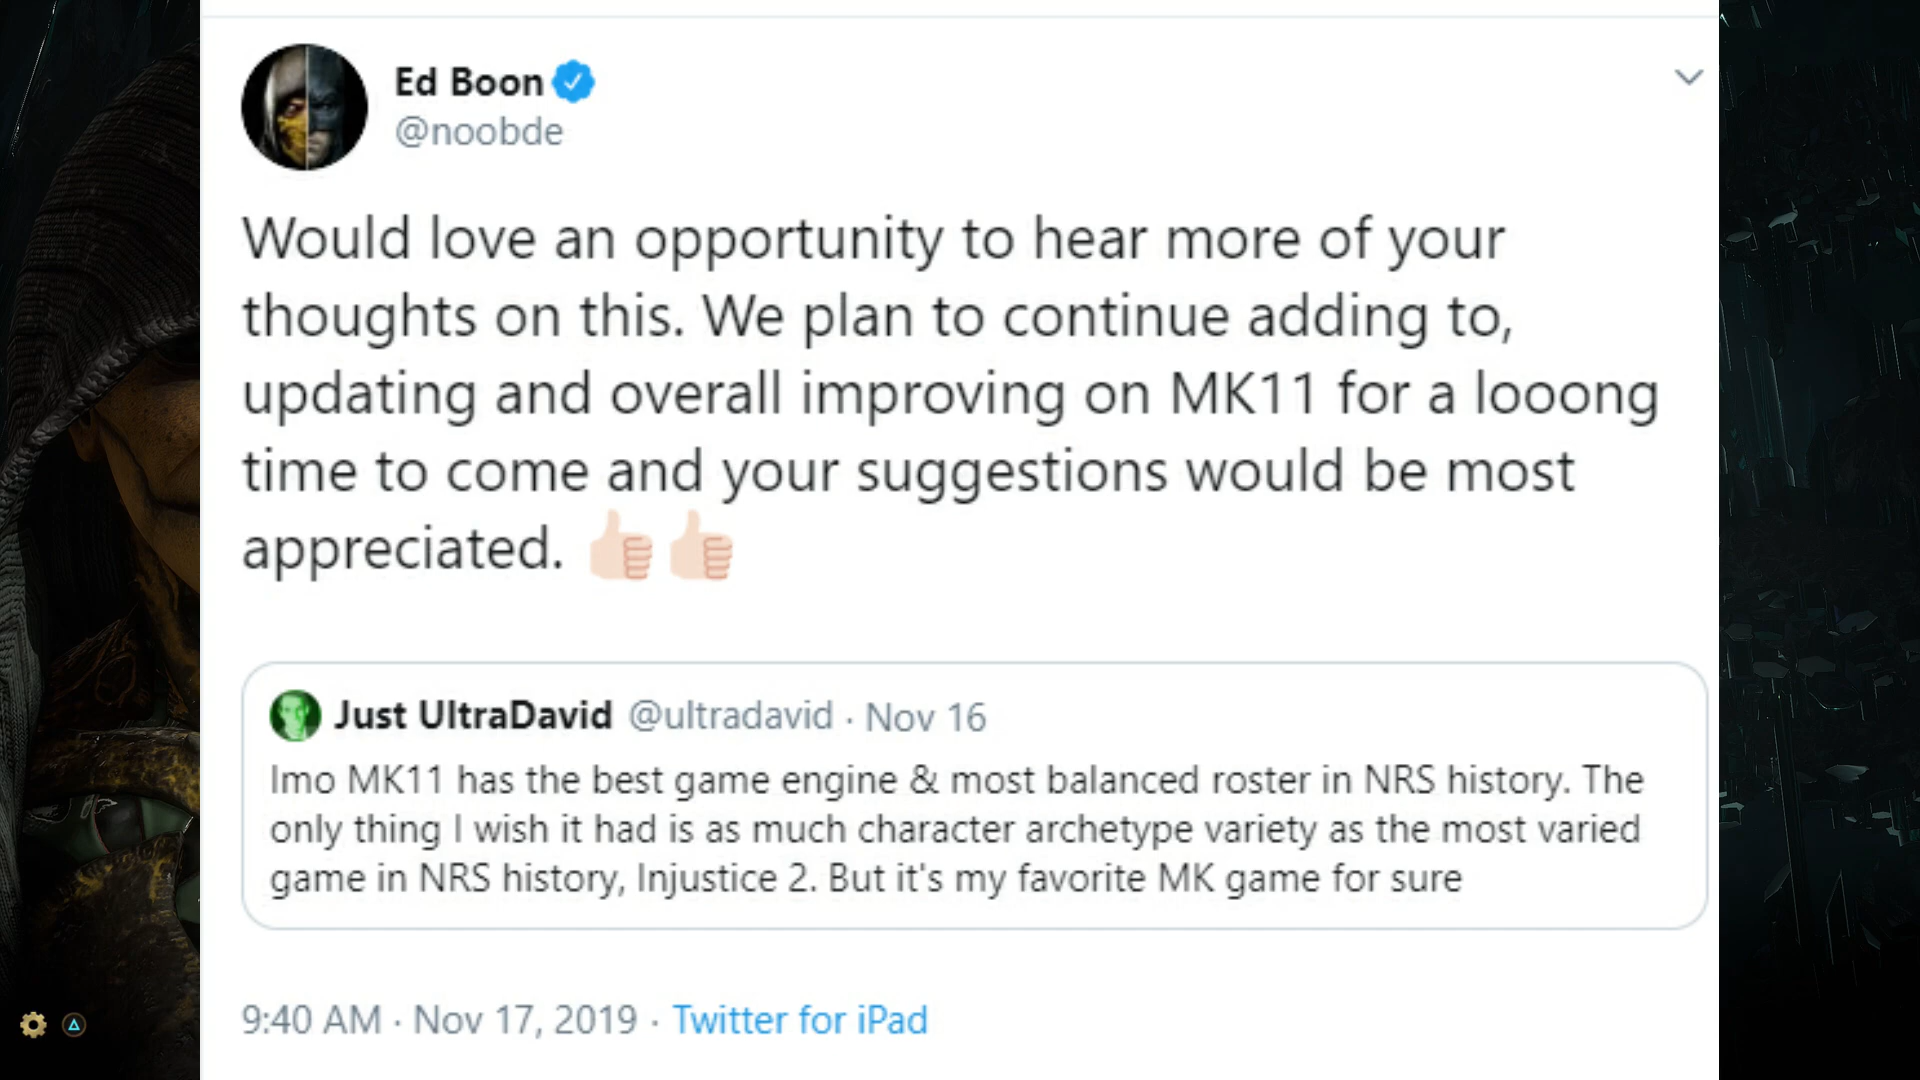 Ed Boon
@noobde
Would love an opportunity to hear more of your
thoughts on this. We plan to continue adding to,
updating and overall improving on MK11 for a looong
time to come and your suggestions would be most
appreciated. 👍🏻👍🏻
Just UltraDavid @ultradavid · Nov 16
Imo MK11 has the best game engine & most balanced roster in NRS history. The
only thing I wish it had is as much character archetype variety as the most varied
game in NRS history, Injustice 2. But it's my favorite MK game for sure
9:40 AM · Nov 17, 2019 · Twitter for iPad